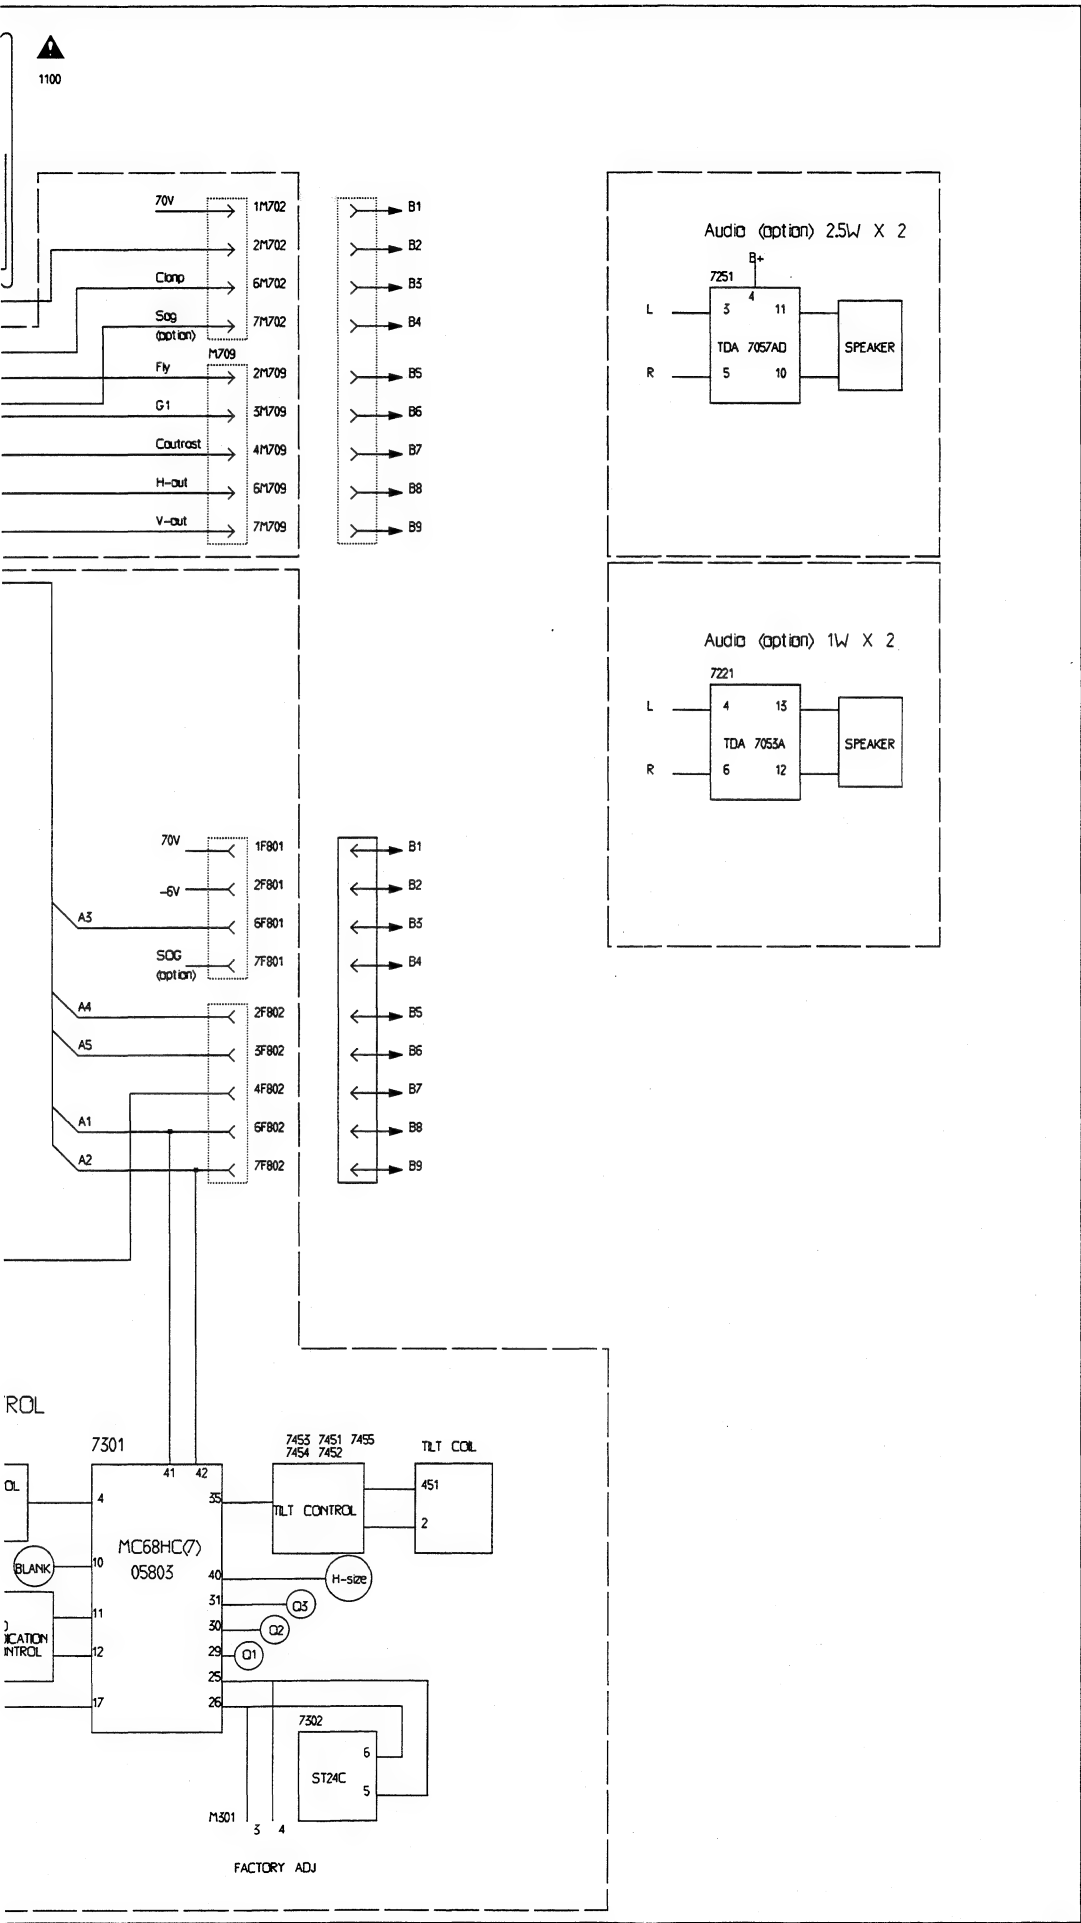 1100
70V 1M702 B1
2M702 B2
Clamp 6M702 B3
Sog
(option) 7M702 B4
M709
Fly 2M709 B5
G1 3M709 B6
Coutrast 4M709 B7
H-out 6M709 B8
V-out 7M709 B9
Audio (option) 2.5W X 2
B+
7251
4
L 3 11
TDA 7057AD SPEAKER
R 5 10
Audio (option) 1W X 2
7221
L 4 13
TDA 7053A SPEAKER
R 6 12
70V 1F801 B1
-6V 2F801 B2
A3 6F801 B3
SOG
(option) 7F801 B4
A4 2F802 B5
A5 3F802 B6
4F802 B7
A1 6F802 B8
A2 7F802 B9
ROL
7301
41 42
OL
4 35
MC68HC(7)
05803
BLANK 10
40 H-size
31 Q3
11 30 Q2
ICATION
NTROL
12 29 Q1
25
17 26
7453 7451 7455
7454 7452
TILT CONTROL
TILT COIL
451
2
7302
6
ST24C
5
M301
3 4
FACTORY ADJ